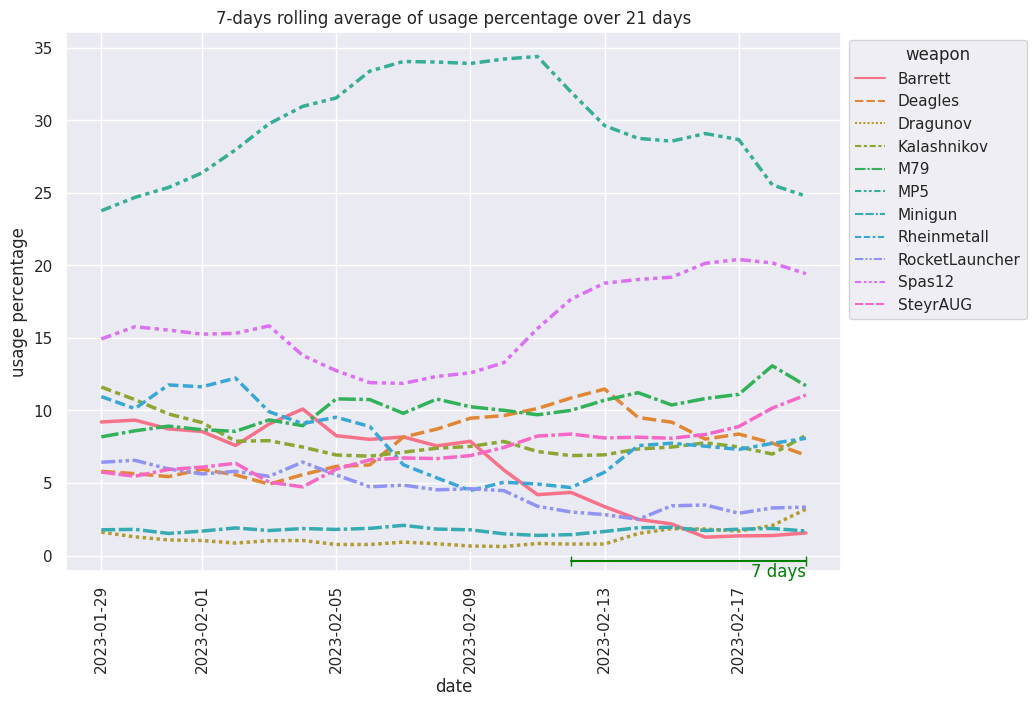 7-days rolling average of usage percentage over 21 days
usage percentage
35
30
25
20
15
10
5
0
7 days
2023-01-29
2023-02-01
2023-02-05
2023-02-09
2023-02-13
2023-02-17
date
weapon
Barrett
Deagles
Dragunov
Kalashnikov
M79
MP5
Minigun
Rheinmetall
RocketLauncher
Spas12
SteyrAUG